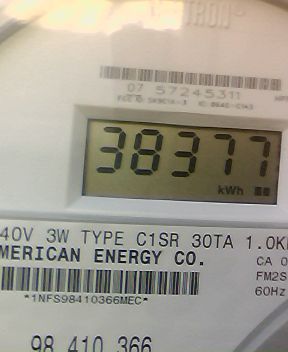 07 57245311
38377
kWh
40V 3W TYPE C1SR 30TA 1.0K
MERICAN ENERGY CO.
CA 0
FM2S
60Hz
*1NFS98410366MEC*
98 410 366